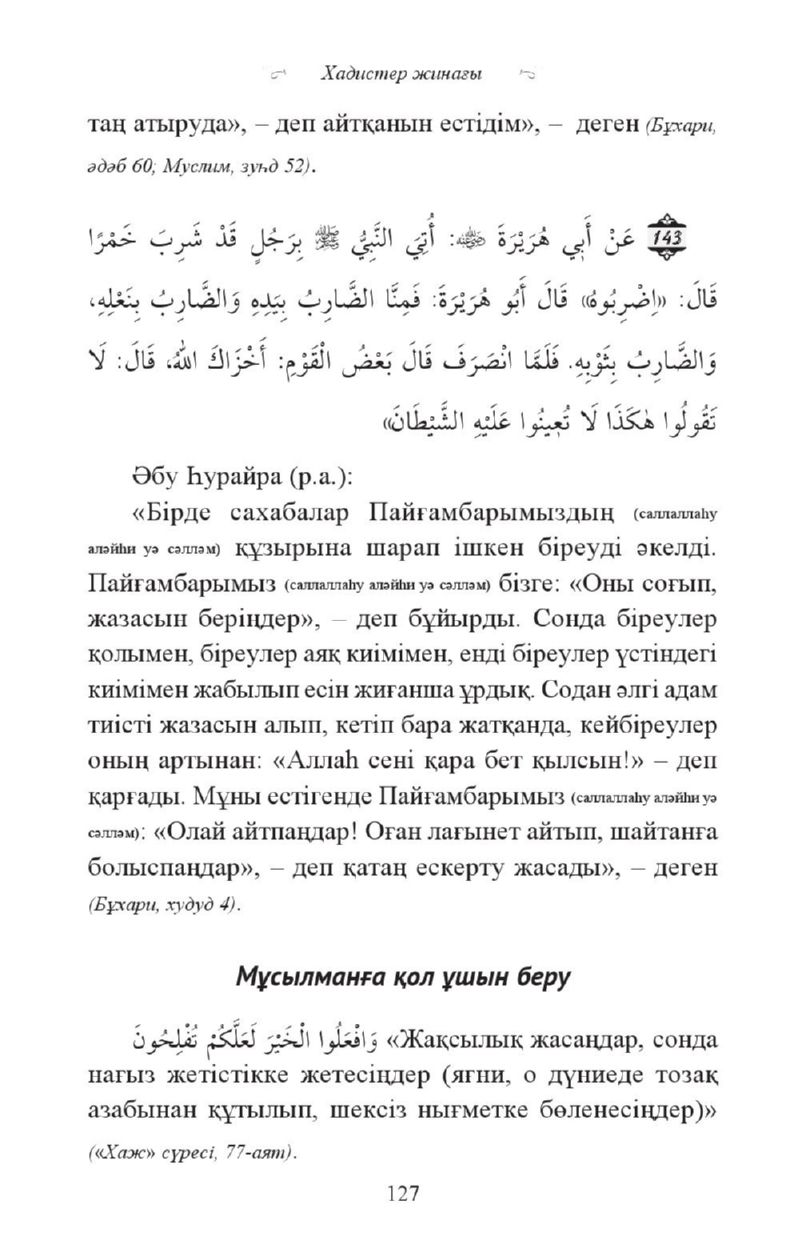 Хадистер жинағы
таң атыруда», – деп айтқанын естідім», – деген (Бұхари,
әдәб 60; Муслим, зуһд 52).
143 عَنْ أَبِي هُرَيْرَةَ ﵁: أُتِيَ النَّبِيُّ ﷺ بِرَجُلٍ قَدْ شَرِبَ خَمْرًا
قَالَ: «اِضْرِبُوهُ» قَالَ أَبُو هُرَيْرَةَ: فَمِنَّا الضَّارِبُ بِيَدِهِ وَالضَّارِبُ بِنَعْلِهِ،
وَالضَّارِبُ بِثَوْبِهِ. فَلَمَّا انْصَرَفَ قَالَ بَعْضُ الْقَوْمِ: أَخْزَاكَ اللهُ، قَالَ: لَا
تَقُولُوا هٰكَذَا لَا تُعِينُوا عَلَيْهِ الشَّيْطَانَ»
Әбу Һурайра (р.а.):
«Бірде сахабалар Пайғамбарымыздың (саллаллаһу
аләйһи уә сәлләм) құзырына шарап ішкен біреуді әкелді.
Пайғамбарымыз (саллаллаһу аләйһи уә сәлләм) бізге: «Оны соғып,
жазасын беріңдер», – деп бұйырды. Сонда біреулер
қолымен, біреулер аяқ киімімен, енді біреулер үстіндегі
киімімен жабылып есін жиғанша ұрдық. Содан әлгі адам
тиісті жазасын алып, кетіп бара жатқанда, кейбіреулер
оның артынан: «Аллаһ сені қара бет қылсын!» – деп
қарғады. Мұны естігенде Пайғамбарымыз (саллаллаһу аләйһи уә
сәлләм): «Олай айтпаңдар! Оған лағынет айтып, шайтанға
болыспаңдар», – деп қатаң ескерту жасады», – деген
(Бұхари, худуд 4).
Мұсылманға қол ұшын беру
وَافْعَلُوا الْخَيْرَ لَعَلَّكُمْ تُفْلِحُونَ «Жақсылық жасаңдар, сонда
нағыз жетістікке жетесіңдер (яғни, о дүниеде тозақ
азабынан құтылып, шексіз нығметке бөленесіңдер)»
(«Хаж» сүресі, 77-аят).
127